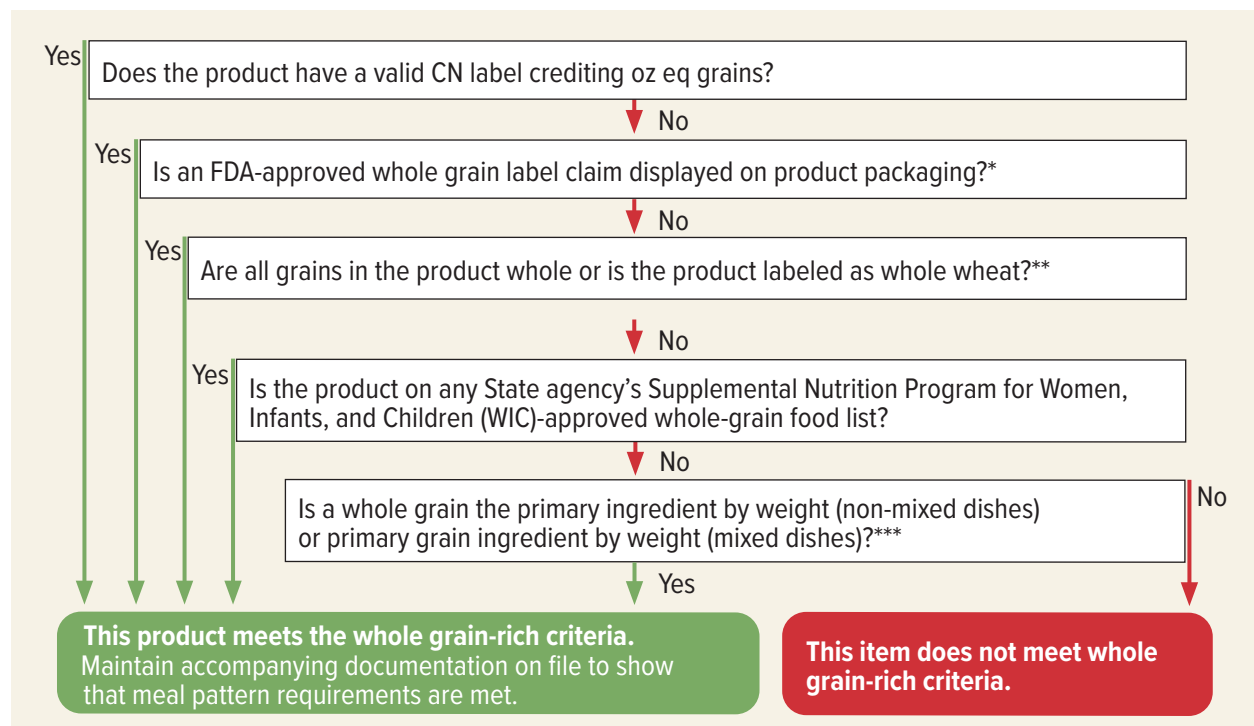 Yes
Does the product have a valid CN label crediting oz eq grains?
No
Yes
Is an FDA-approved whole grain label claim displayed on product packaging?*
No
Yes
Are all grains in the product whole or is the product labeled as whole wheat?**
No
Yes
Is the product on any State agency's Supplemental Nutrition Program for Women,
Infants, and Children (WIC)-approved whole-grain food list?
No
Is a whole grain the primary ingredient by weight (non-mixed dishes)
or primary grain ingredient by weight (mixed dishes)?***
No
Yes
This product meets the whole grain-rich criteria.
Maintain accompanying documentation on file to show
that meal pattern requirements are met.
This item does not meet whole
grain-rich criteria.